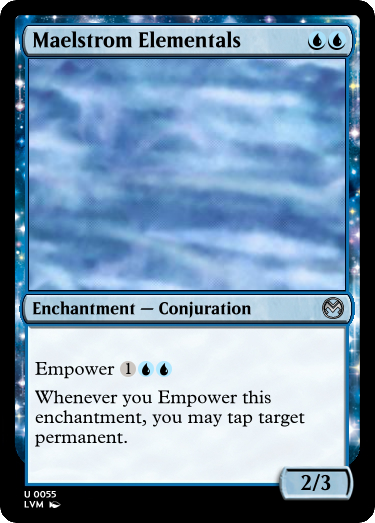 Maelstrom Elementals
Enchantment — Conjuration
Empower 1
Whenever you Empower this
enchantment, you may tap target
permanent.
2/3
U 0055
LVM